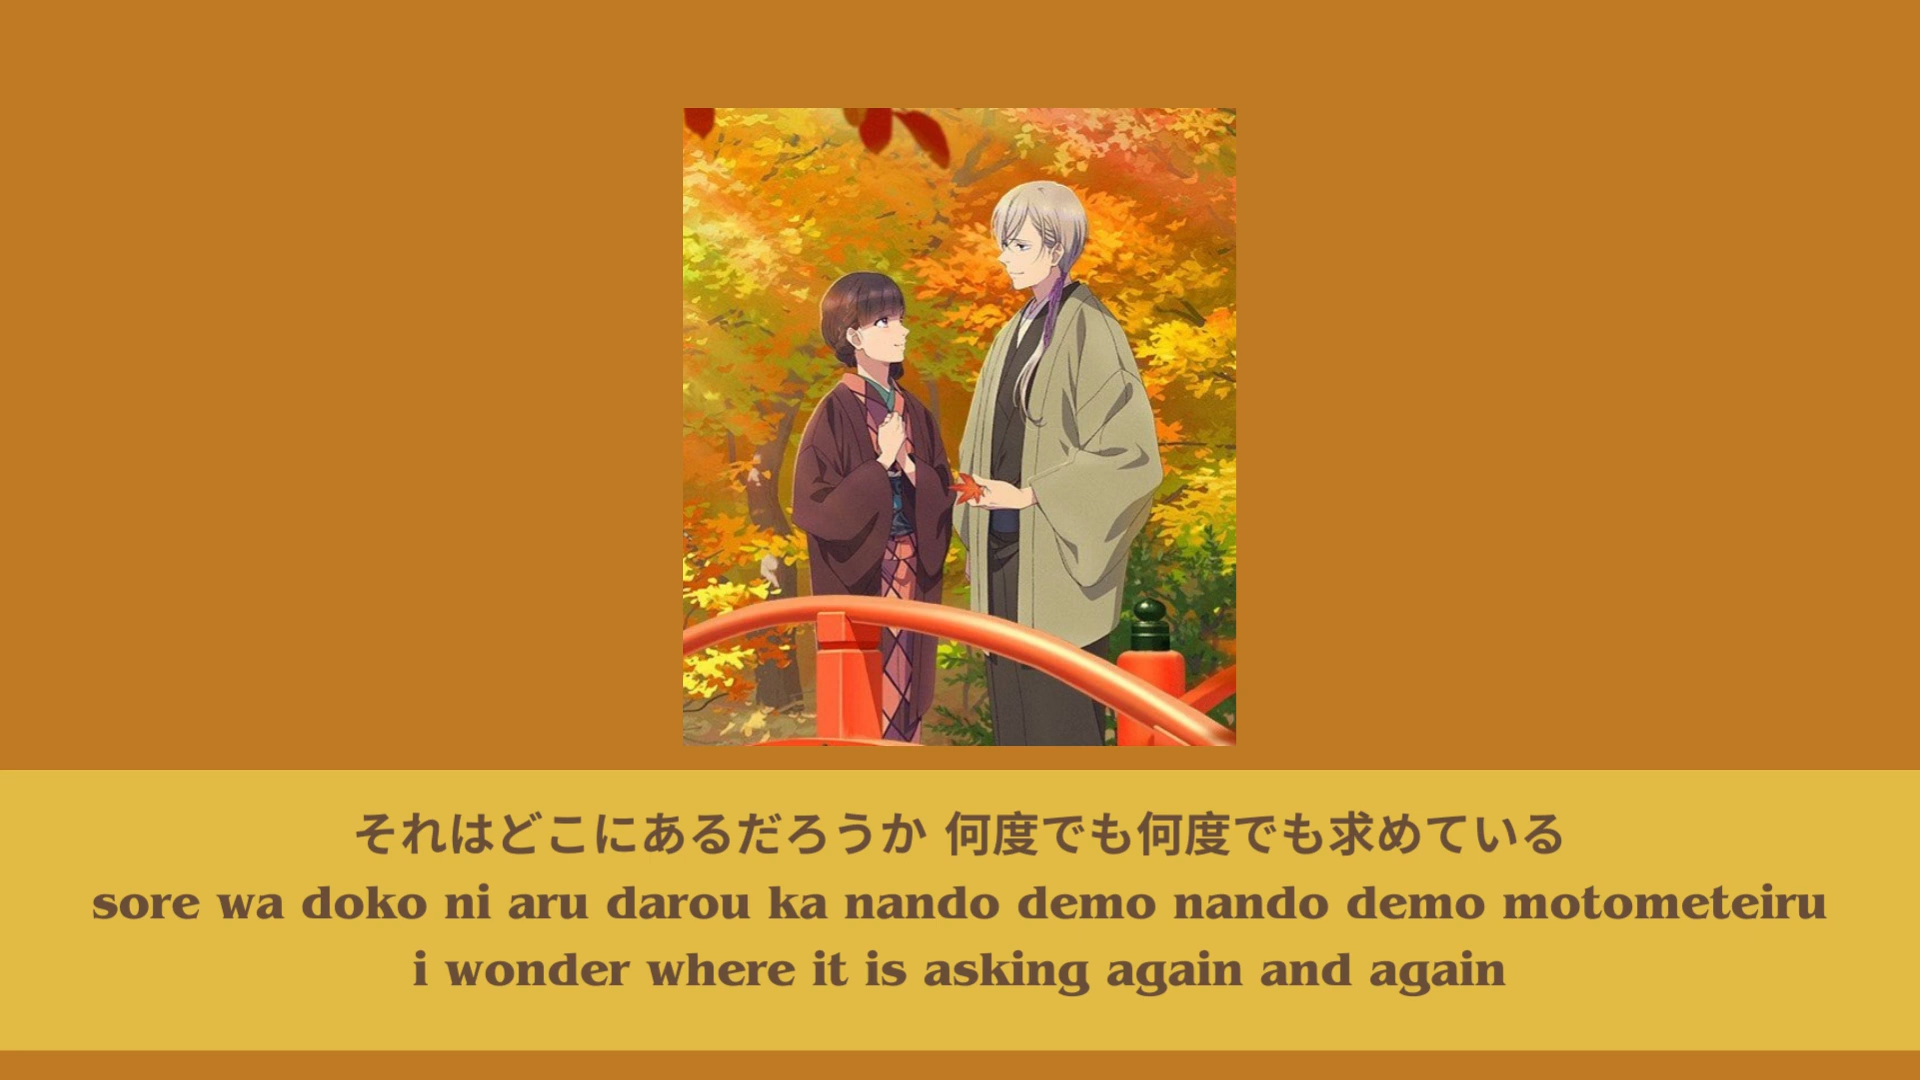 それはどこにあるだろうか 何度でも何度でも求めている
sore wa doko ni aru darou ka nando demo nando demo motometeiru
i wonder where it is asking again and again